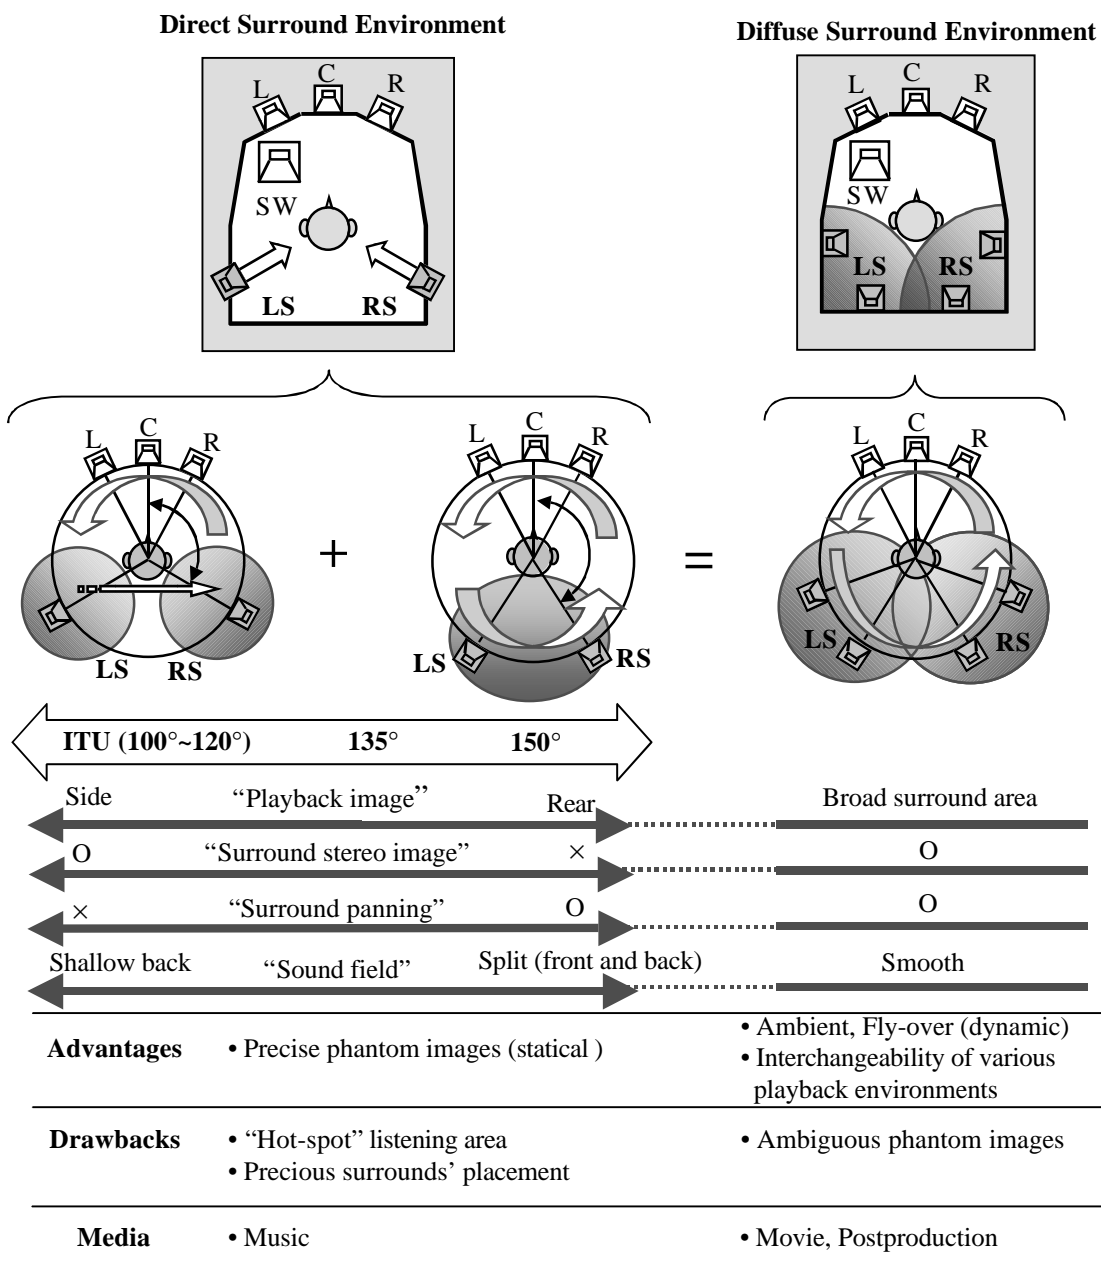 Direct Surround Environment
Diffuse Surround Environment
L C R
SW
LS RS
L C R
SW
LS RS
L C R
LS RS
+
L C R
LS RS
=
L C R
LS RS
ITU (100°~120°) 135° 150°
Side “Playback image” Rear Broad surround area
O “Surround stereo image” × O
× “Surround panning” O O
Shallow back “Sound field” Split (front and back) Smooth
Advantages
• Precise phantom images (statical )
• Ambient, Fly-over (dynamic)
• Interchangeability of various
playback environments
Drawbacks
• “Hot-spot” listening area
• Precious surrounds’ placement
• Ambiguous phantom images
Media
• Music
• Movie, Postproduction